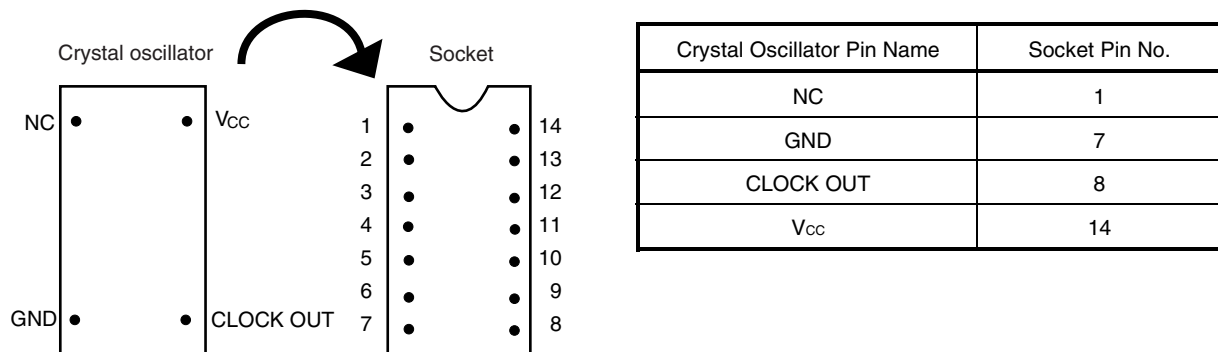 Crystal oscillator
NC
VCC
GND
CLOCK OUT
Socket
1 14
2 13
3 12
4 11
5 10
6 9
7 8
Crystal Oscillator Pin Name Socket Pin No.
NC 1
GND 7
CLOCK OUT 8
VCC 14